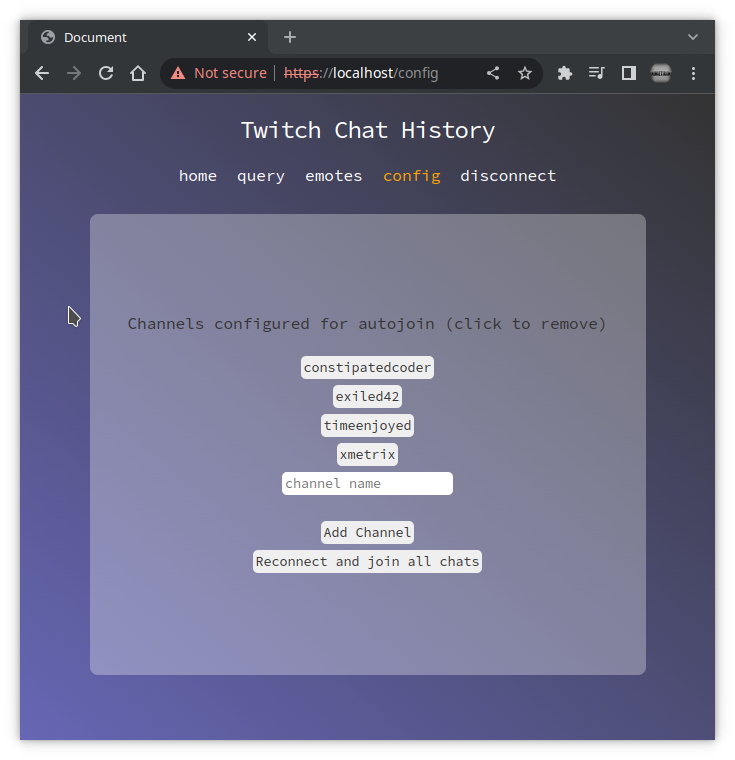 Document
Not secure https://localhost/config
Twitch Chat History
home query emotes config disconnect
Channels configured for autojoin (click to remove)
constipatedcoder
exiled42
timeenjoyed
xmetrix
channel name
Add Channel
Reconnect and join all chats